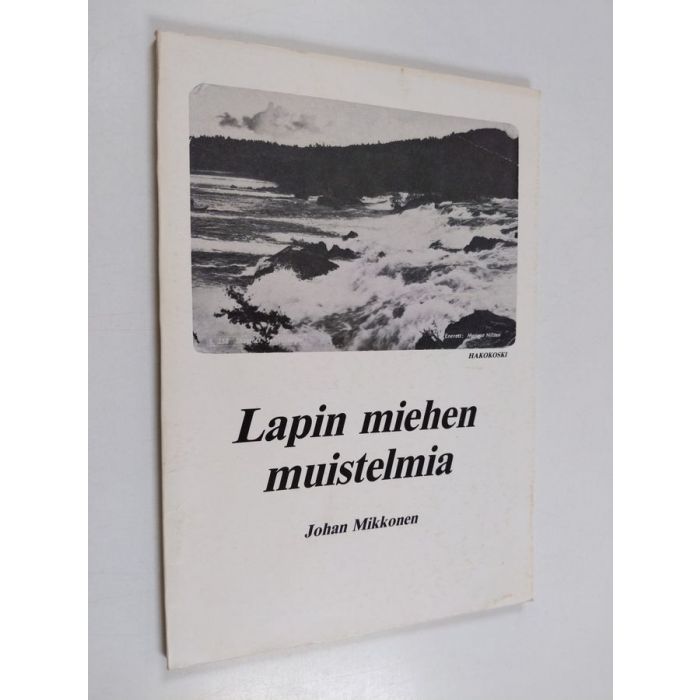 HAKOKOSKI
Lapin miehen
muistelmia
Johan Mikkonen